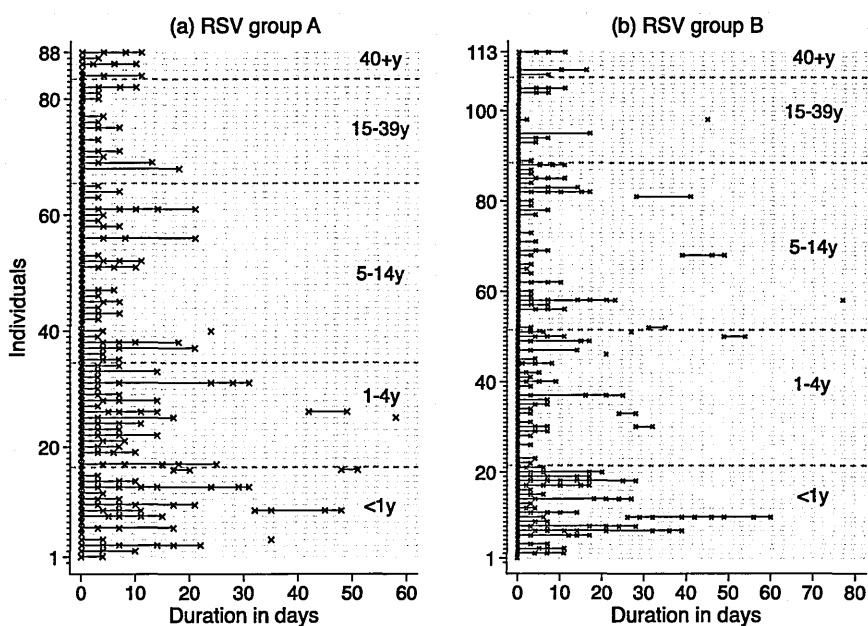 (a) RSV group A
(b) RSV group B
Individuals
88
80
60
40
20
1
40+y
15-39y
5-14y
1-4y
<1y
0
10
20
30
40
50
60
Duration in days
113
100
80
60
40
20
1
40+y
15-39y
5-14y
1-4y
<1y
0
10
20
30
40
50
60
70
80
Duration in days